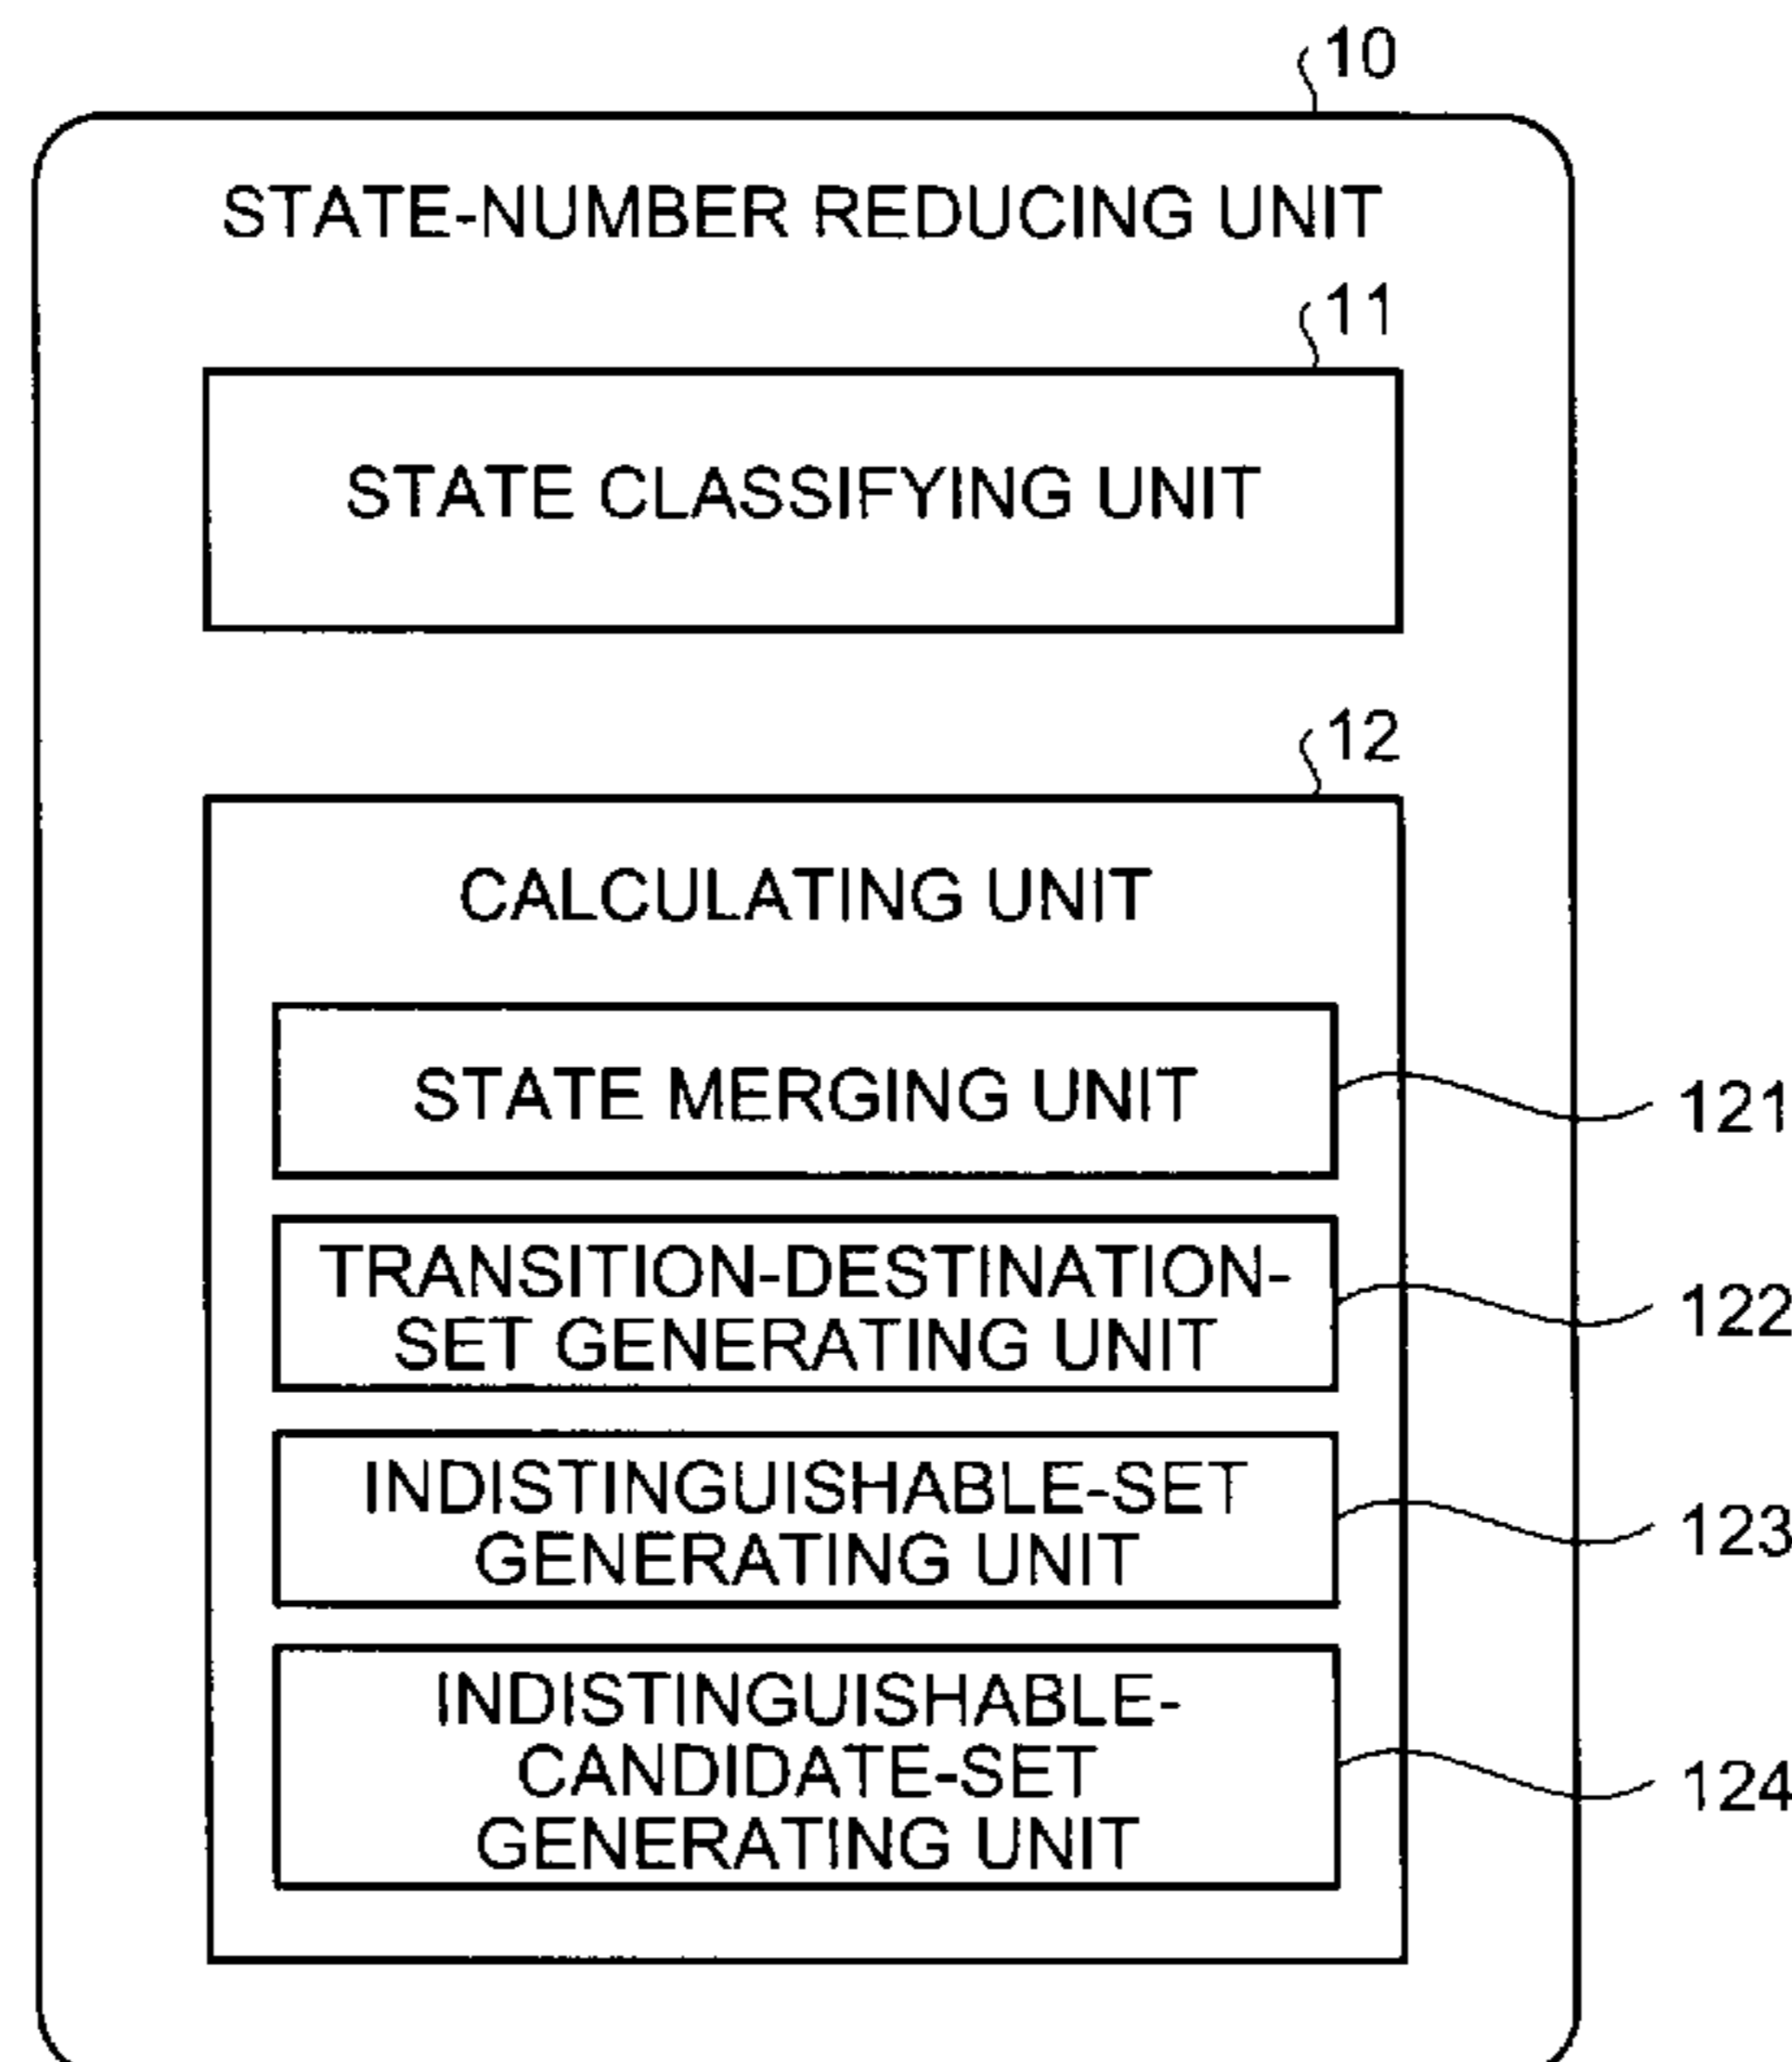 10
STATE-NUMBER REDUCING UNIT
11
STATE CLASSIFYING UNIT
12
CALCULATING UNIT
STATE MERGING UNIT
121
TRANSITION-DESTINATION-
SET GENERATING UNIT
122
INDISTINGUISHABLE-SET
GENERATING UNIT
123
INDISTINGUISHABLE-
CANDIDATE-SET
GENERATING UNIT
124